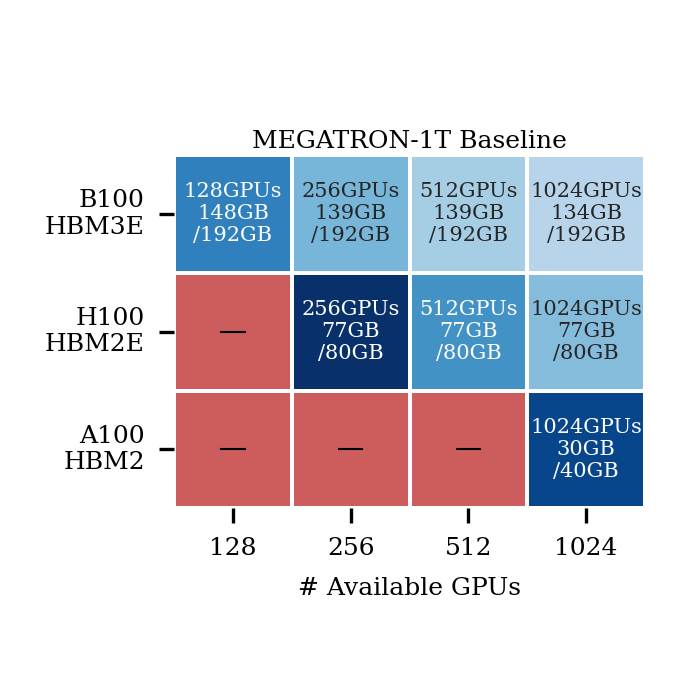 MEGATRON-1T Baseline
B100
HBM3E
128GPUs
148GB
/192GB
256GPUs
139GB
/192GB
512GPUs
139GB
/192GB
1024GPUs
134GB
/192GB
H100
HBM2E
—
256GPUs
77GB
/80GB
512GPUs
77GB
/80GB
1024GPUs
77GB
/80GB
A100
HBM2
—
—
—
1024GPUs
30GB
/40GB
128
256
512
1024
# Available GPUs